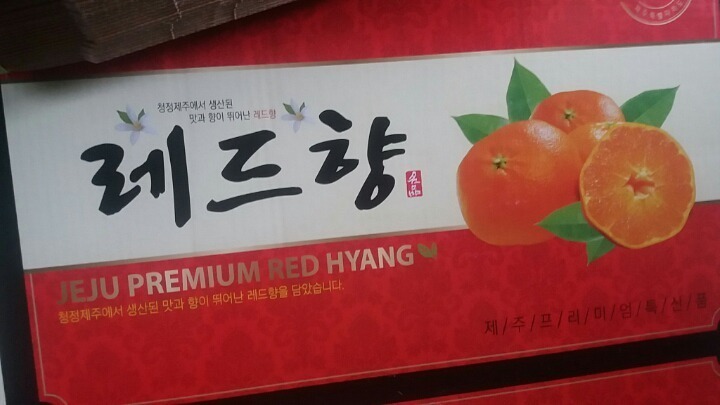 청정제주에서 생산된
맛과 향이 뛰어난 레드향
레드향
JEJU PREMIUM RED HYANG
청정제주에서 생산된 맛과 향이 뛰어난 레드향을 담았습니다.
제/주/프/리/미/엄/특/산/품